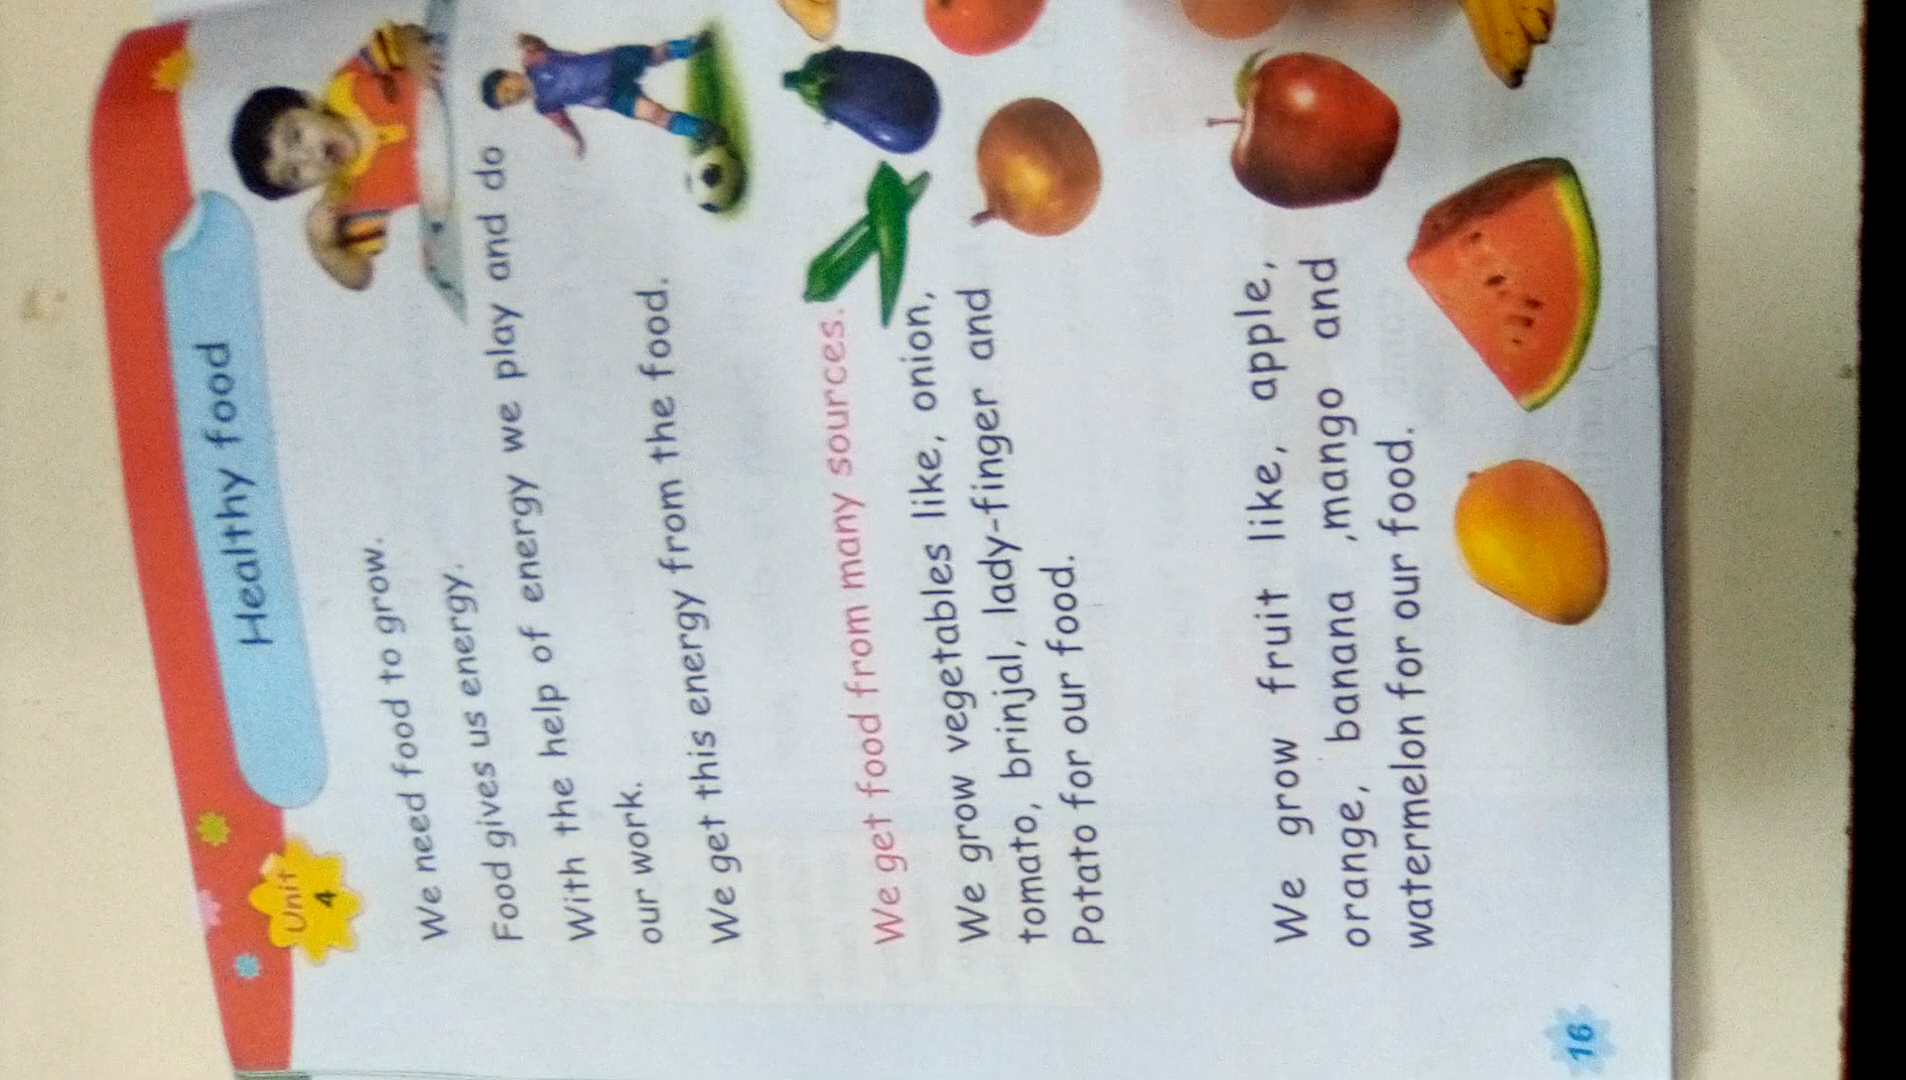 Unit
4
Healthy food
We need food to grow.
Food gives us energy.
With the help of energy we play and do
our work.
We get this energy from the food.
We get food from many sources.
We grow vegetables like, onion,
tomato, brinjal, lady-finger and
Potato for our food.
We grow fruit like, apple,
orange, banana ,mango and
watermelon for our food.
16